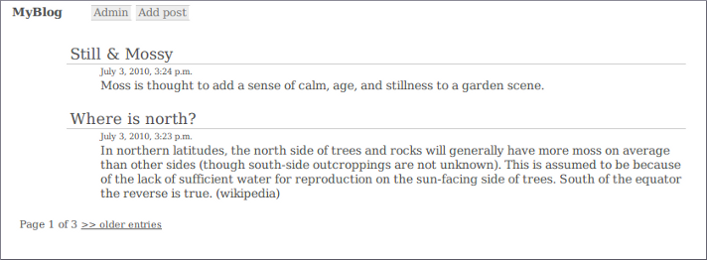 MyBlog Admin Add post
Still & Mossy
July 3, 2010, 3:24 p.m.
Moss is thought to add a sense of calm, age, and stillness to a garden scene.
Where is north?
July 3, 2010, 3:23 p.m.
In northern latitudes, the north side of trees and rocks will generally have more moss on average
than other sides (though south-side outcroppings are not unknown). This is assumed to be because
of the lack of sufficient water for reproduction on the sun-facing side of trees. South of the equator
the reverse is true. (wikipedia)
Page 1 of 3 >> older entries